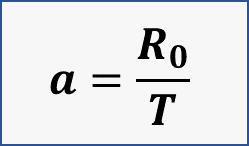 a = R₀ / T